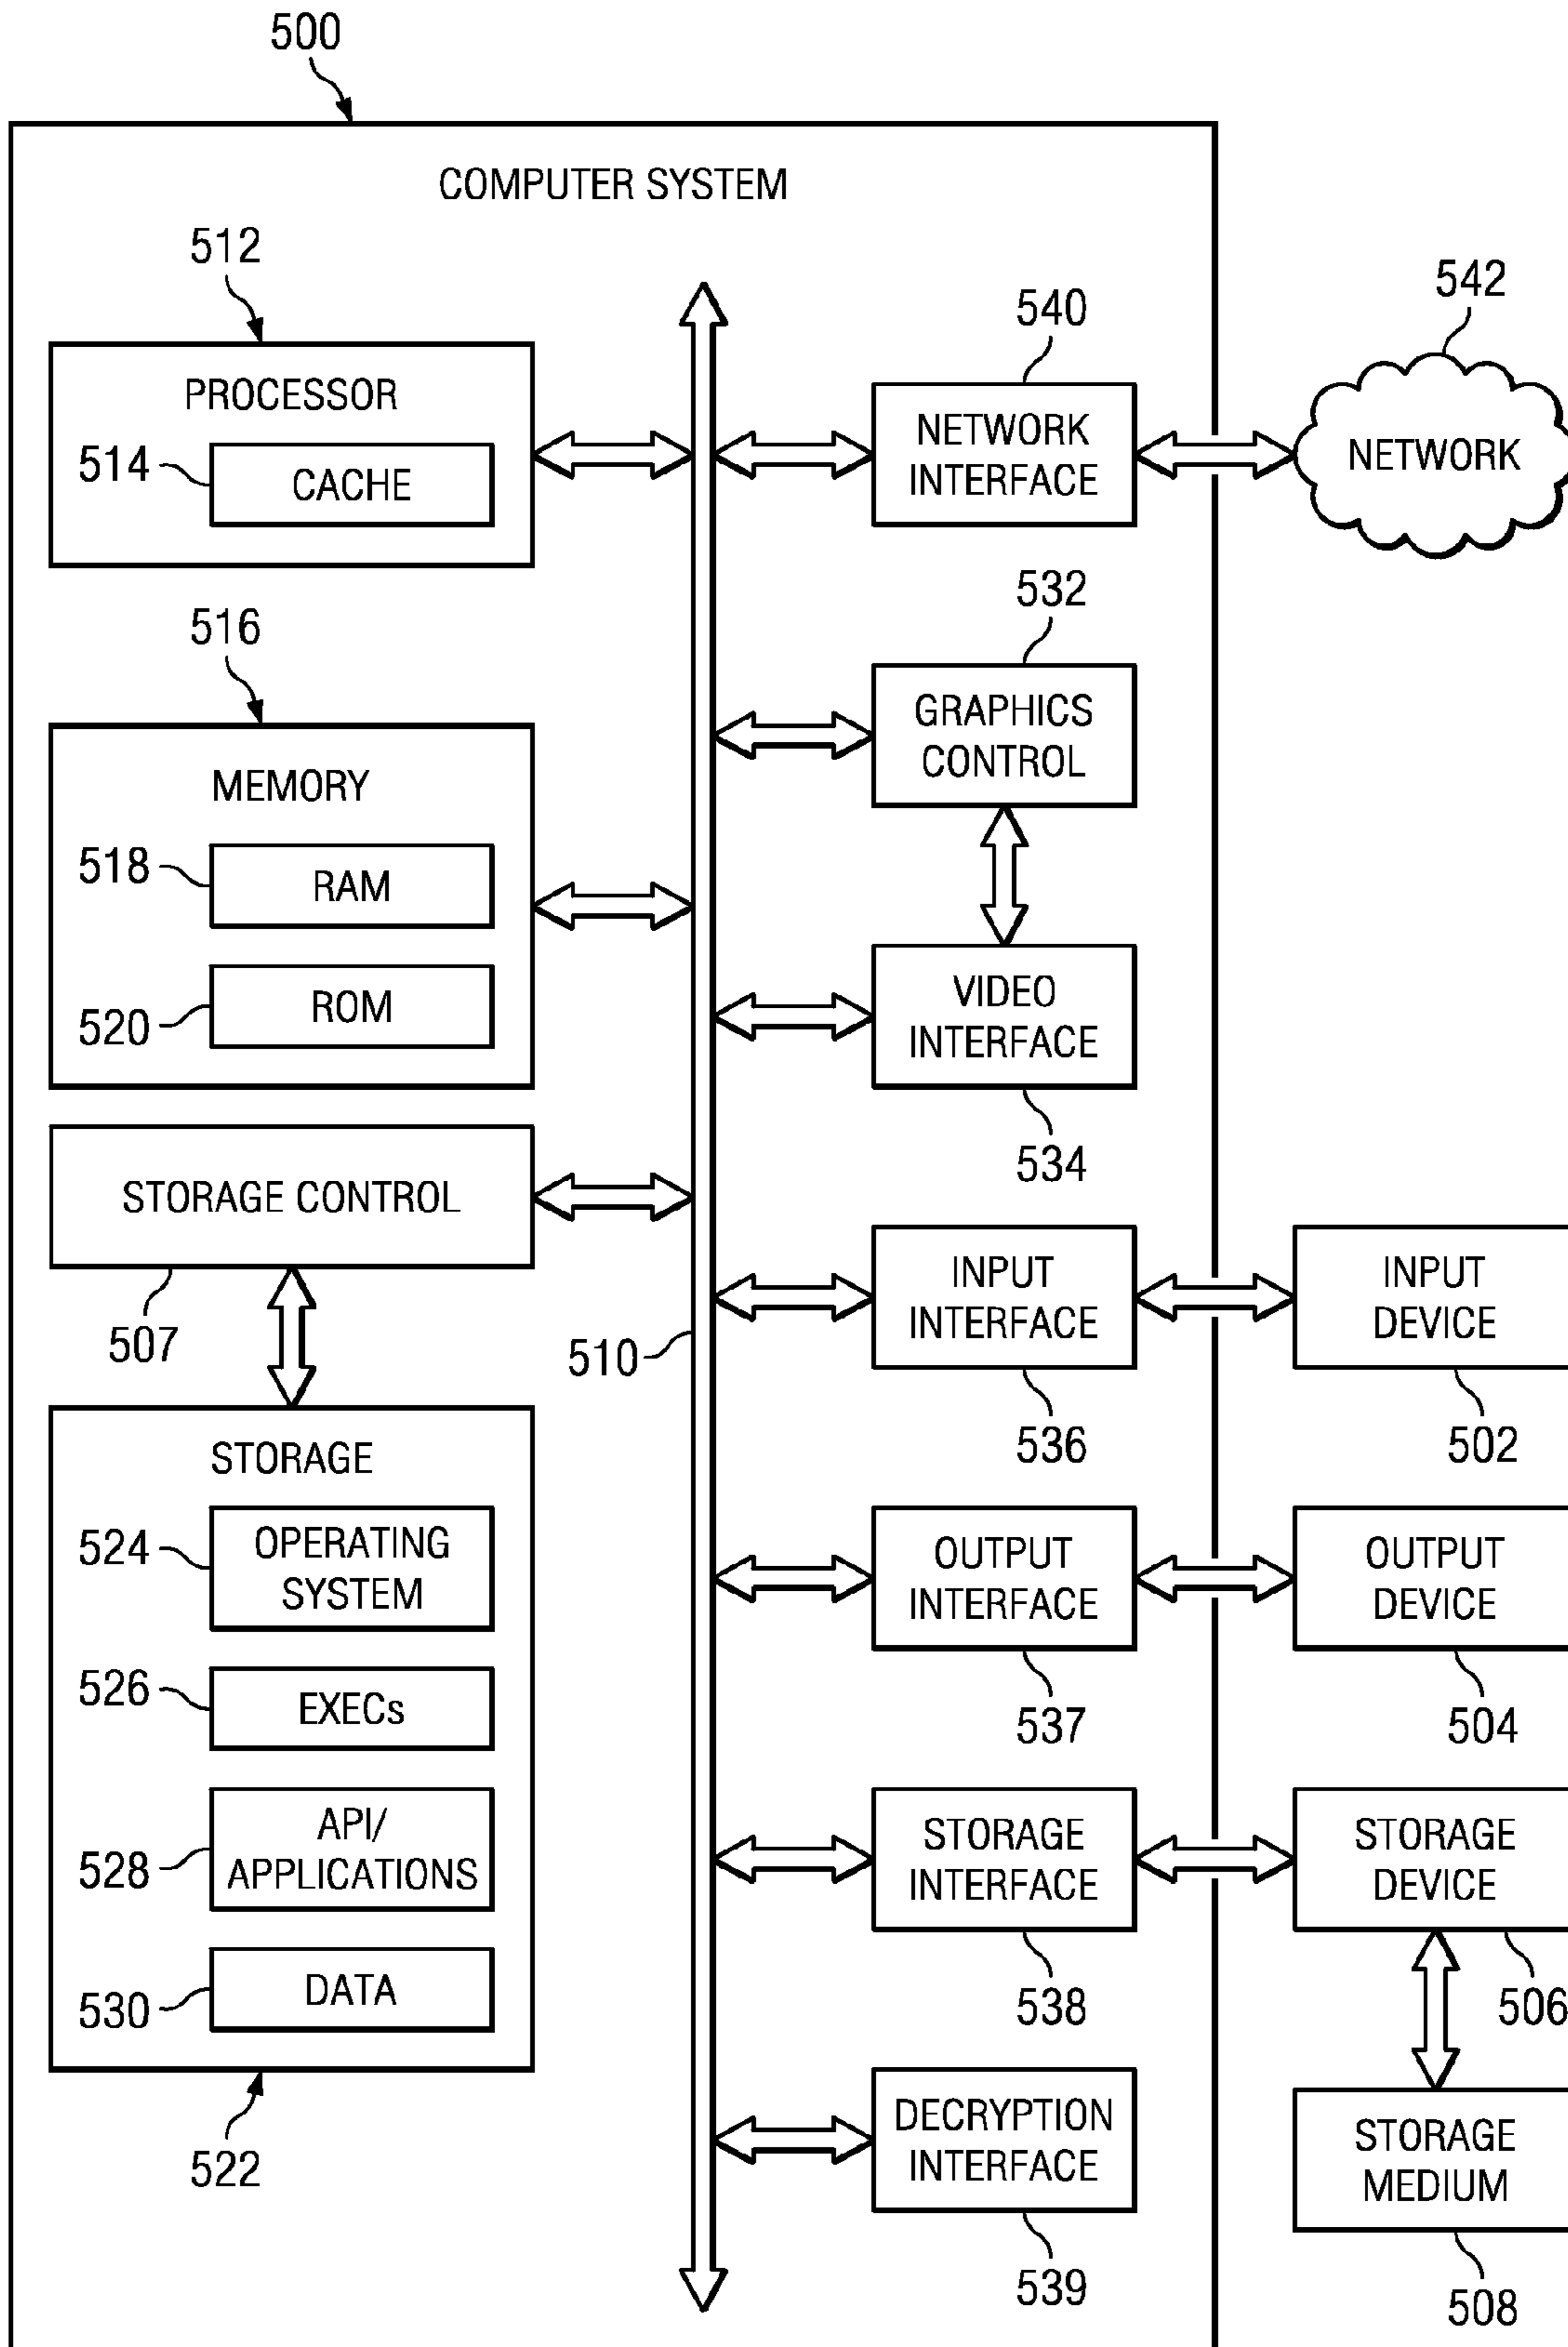 500
COMPUTER SYSTEM
512
PROCESSOR
514
CACHE
516
MEMORY
518
RAM
520
ROM
STORAGE CONTROL
507
STORAGE
524
OPERATING
SYSTEM
526
EXECs
528
API/
APPLICATIONS
530
DATA
522
510
540
NETWORK
INTERFACE
542
NETWORK
532
GRAPHICS
CONTROL
VIDEO
INTERFACE
534
INPUT
INTERFACE
536
INPUT
DEVICE
502
OUTPUT
INTERFACE
537
OUTPUT
DEVICE
504
STORAGE
INTERFACE
538
STORAGE
DEVICE
506
DECRYPTION
INTERFACE
539
STORAGE
MEDIUM
508